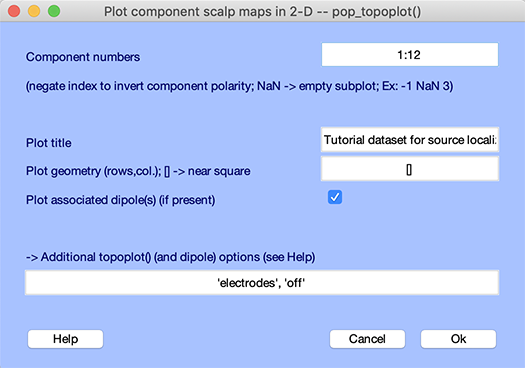 Plot component scalp maps in 2-D -- pop_topoplot()
Component numbers 1:12
(negate index to invert component polarity; NaN -> empty subplot; Ex: -1 NaN 3)
Plot title Tutorial dataset for source locali
Plot geometry (rows,col.); [] -> near square []
Plot associated dipole(s) (if present)
-> Additional topoplot() (and dipole) options (see Help)
'electrodes', 'off'
Help Cancel Ok